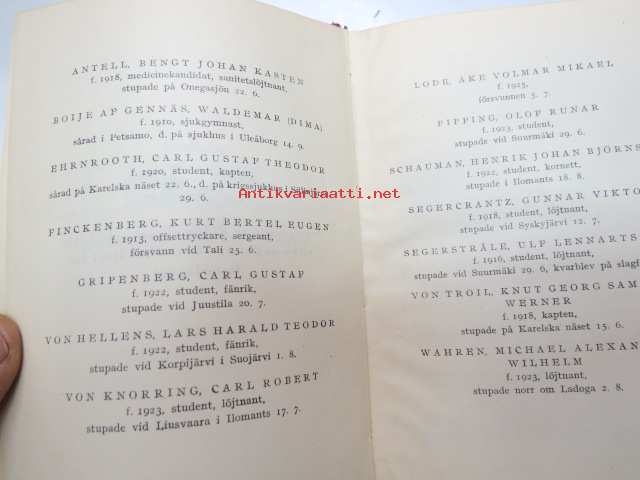 ANTELL, BENGT JOHAN KASTEN
f. 1918, medicinekandidat, sanitetslöjtnant,
stupade på Onegasjön 22. 6.
BOIJE AF GENNÄS, WALDEMAR (DIMA)
f. 1910, sjukgymnast,
sårad i Petsamo, d. på sjukhus i Uleåborg 14. 9.
EHRNROOTH, CARL GUSTAF THEODOR
f. 1920, student, kapten,
sårad på Karelska näset 22. 6., d. på krigssjukhus i
29. 6.
FINCKENBERG, KURT BERTEL EUGEN
f. 1913, offsettryckare, sergeant,
försvann vid Tali 25. 6.
GRIPENBERG, CARL GUSTAF
f. 1922, student, fänrik,
stupade vid Juustila 20. 7.
VON HELLENS, LARS HARALD TEODOR
f. 1922, student, fänrik,
stupade vid Korpijärvi i Suojärvi 1. 8.
VON KNORRING, CARL ROBERT
f. 1923, student, löjtnant,
stupade vid Liusvaara i Ilomants 17. 7.
LODR, ÅKE VOLMAR MIKAEL
f. 1925,
försvunnen 3. 7.
PIPPING, OLOF RUNAR
f. 1923, student,
stupade vid Suurmäki 29. 6.
SCHAUMAN, HENRIK JOHAN BJÖRNS
f. 1922, student, kornett,
stupade i Ilomants 18. 8.
SEGERCRANTZ, GUNNAR VIKTO
f. 1918, student, löjtnant,
stupade vid Syskyjärvi 12. 7.
SEGERSTRÅLE, ULF LENNARTS
f. 1916, student, löjtnant,
stupade vid Suurmäki 29. 6, kvarblev på slagf
VON TROIL, KNUT GEORG SAM
WERNER
f. 1918, kapten,
stupade på Karelska näset 15. 6.
WAHREN, MICHAEL ALEXAN
WILHELM
f. 1923, löjtnant,
stupade norr om Ladoga 2. 8.
Antikvariaatti.net